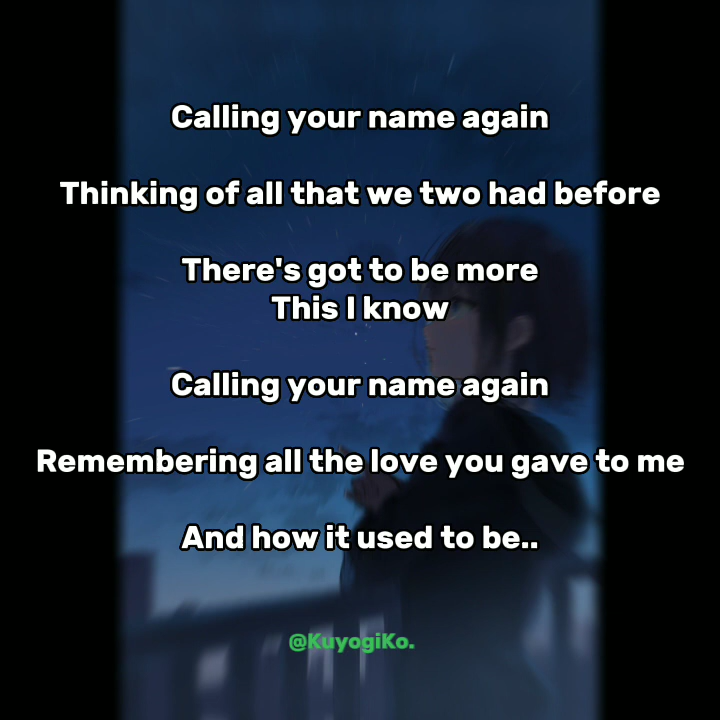 Calling your name again
Thinking of all that we two had before
There's got to be more
This I know
Calling your name again
Remembering all the love you gave to me
And how it used to be..
@KuyogiKo.